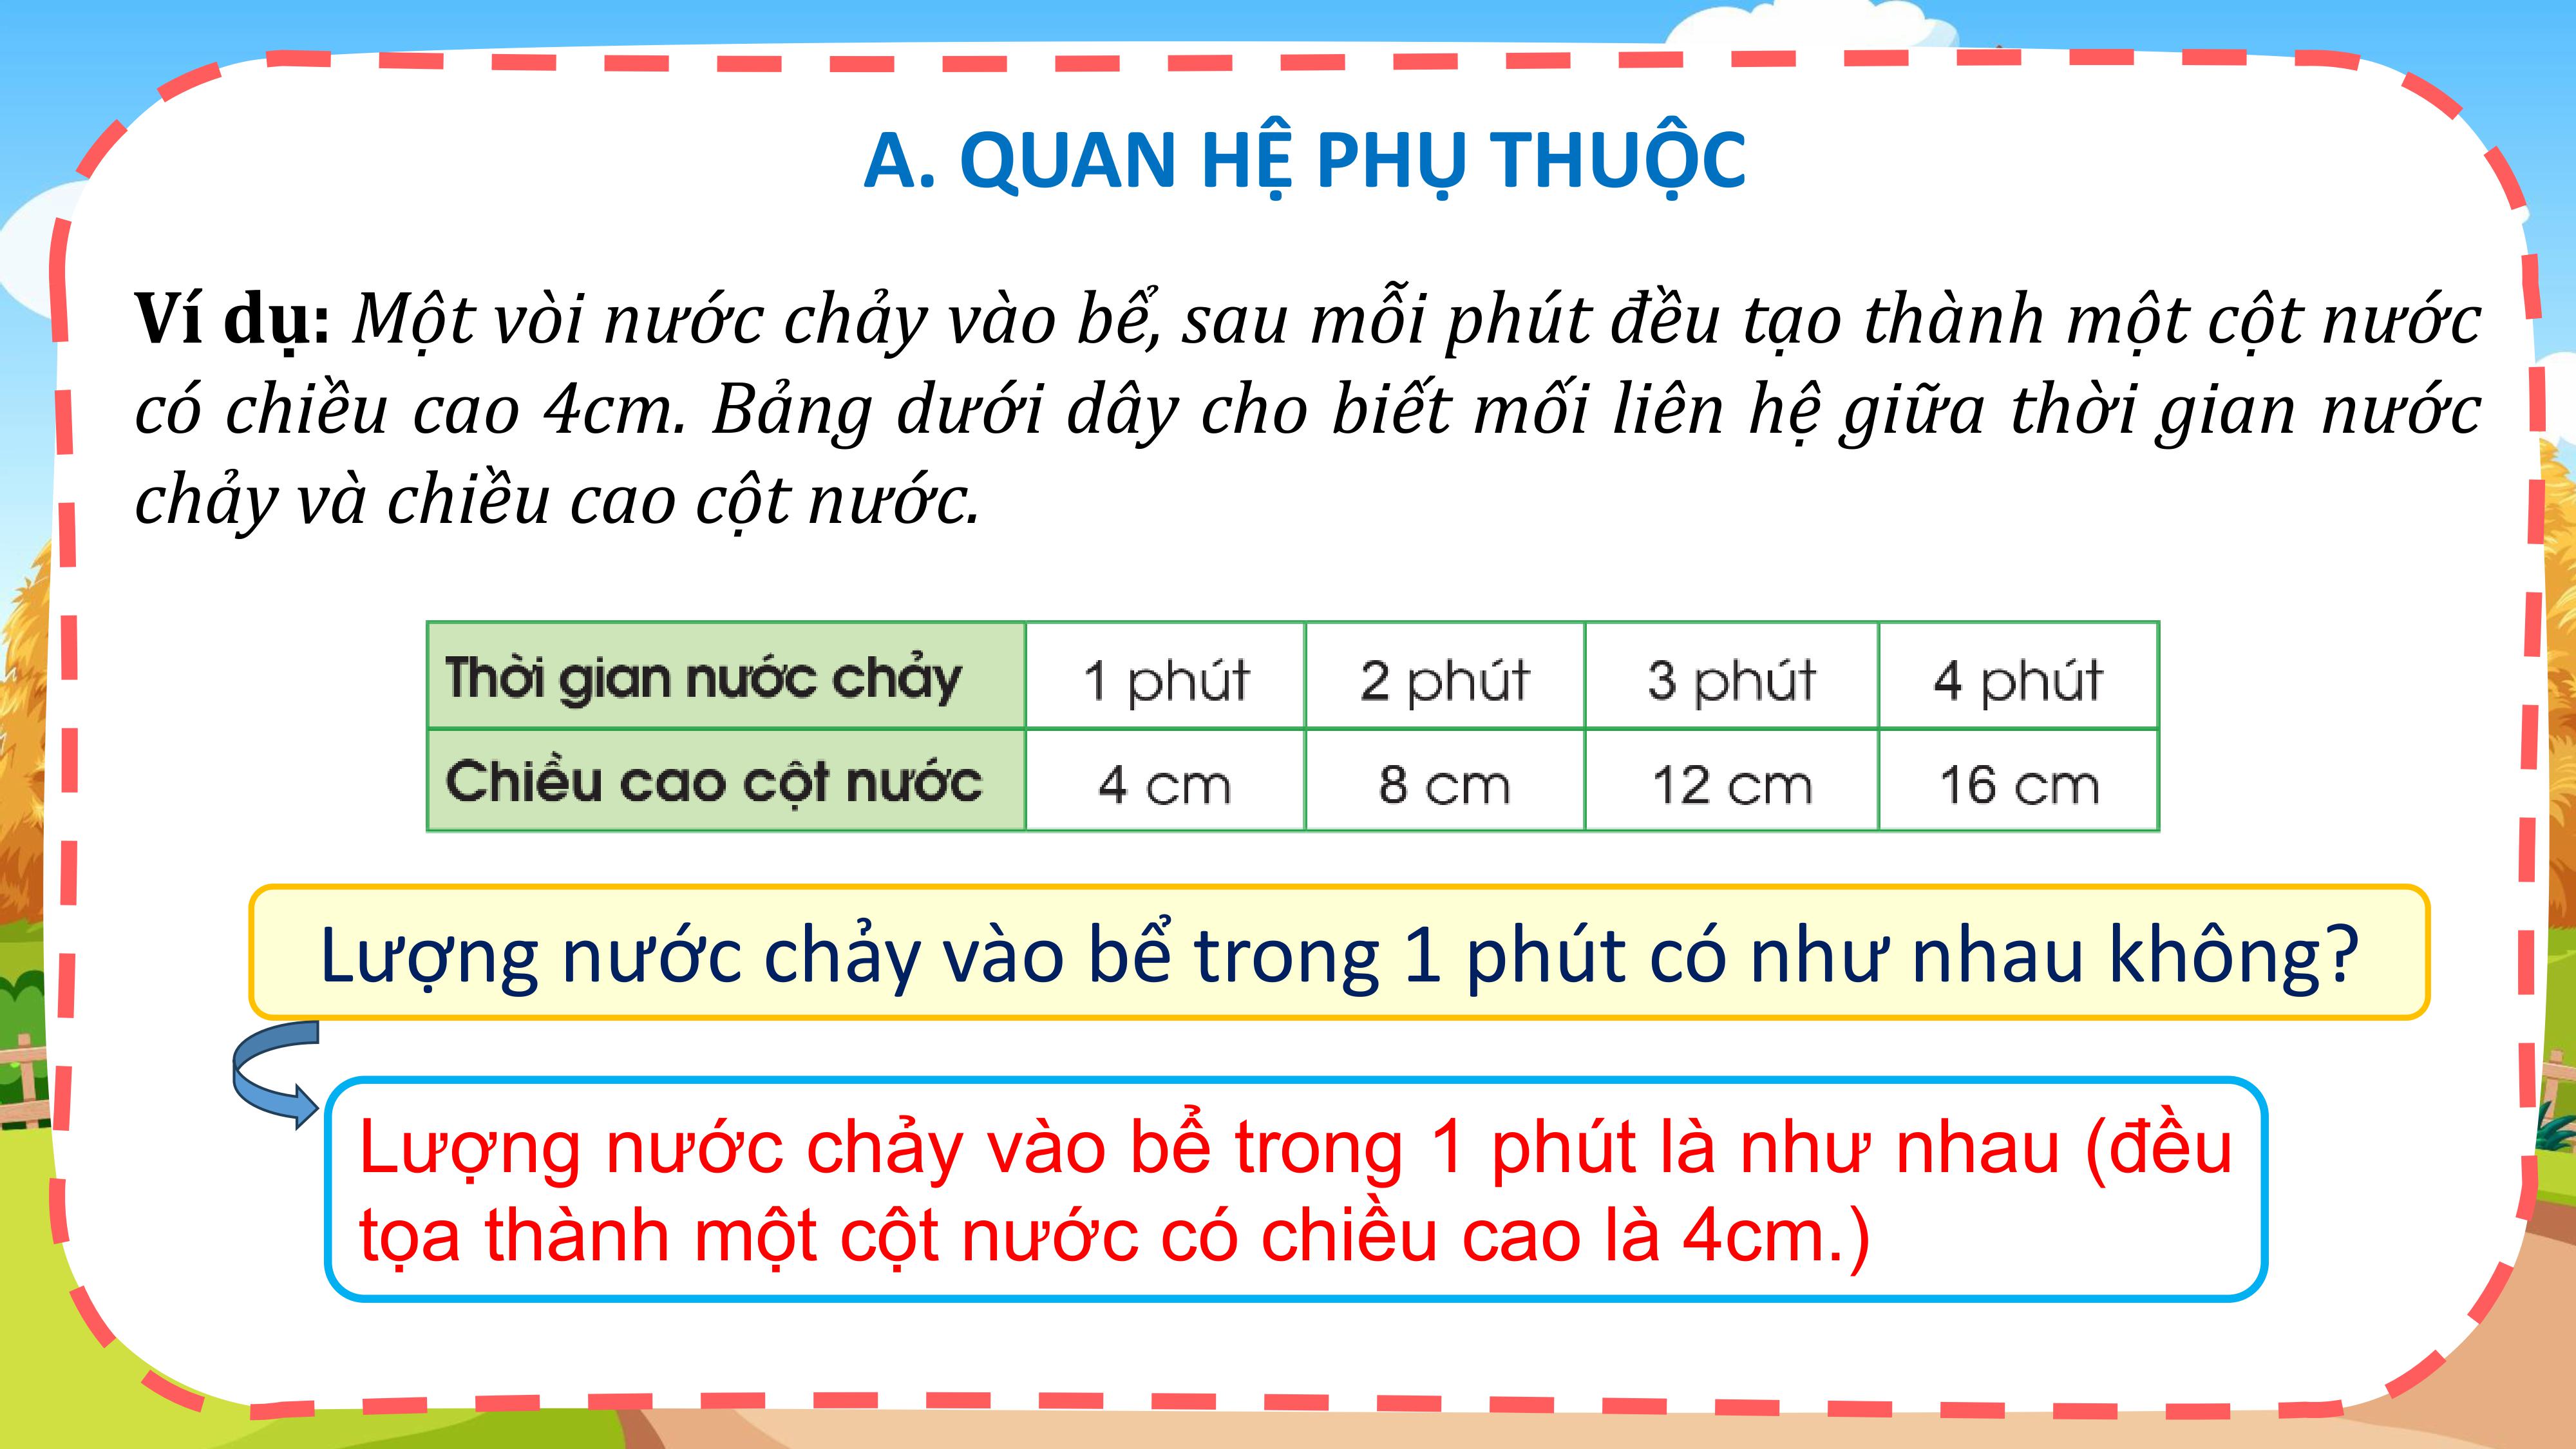 A. QUAN HỆ PHỤ THUỘC
Ví dụ: Một vòi nước chảy vào bể, sau mỗi phút đều tạo thành một cột nước
có chiều cao 4cm. Bảng dưới dây cho biết mối liên hệ giữa thời gian nước
chảy và chiều cao cột nước.
Thời gian nước chảy 1 phút 2 phút 3 phút 4 phút
Chiều cao cột nước 4 cm 8 cm 12 cm 16 cm
Lượng nước chảy vào bể trong 1 phút có như nhau không?
Lượng nước chảy vào bể trong 1 phút là như nhau (đều
tọa thành một cột nước có chiều cao là 4cm.)